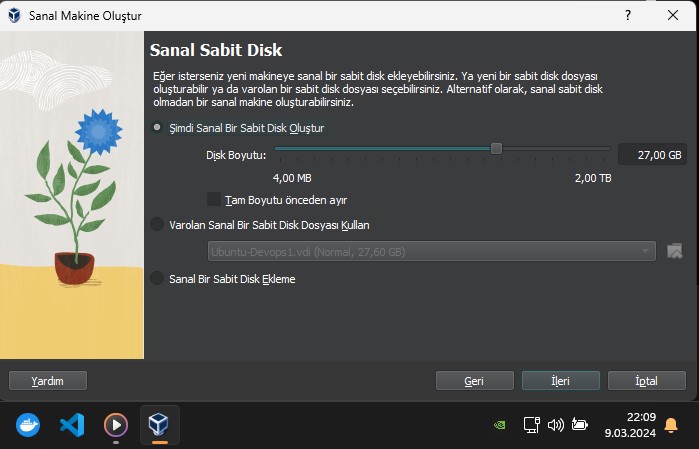 Sanal Makine Oluştur
?
Sanal Sabit Disk
Eğer isterseniz yeni makineye sanal bir sabit disk ekleyebilirsiniz. Ya yeni bir sabit disk dosyası
oluşturabilir ya da varolan bir sabit disk dosyası seçebilirsiniz. Alternatif olarak, sanal sabit disk
olmadan bir sanal makine oluşturabilirsiniz.
Şimdi Sanal Bir Sabit Disk Oluştur
Disk Boyutu:
27,00 GB
4,00 MB
2,00 TB
Tam Boyutu önceden ayır
Varolan Sanal Bir Sabit Disk Dosyası Kullan
Ubuntu-Devops1.vdi (Normal, 27,60 GB)
Sanal Bir Sabit Disk Ekleme
Yardım
Geri
İleri
İptal
22:09
9.03.2024